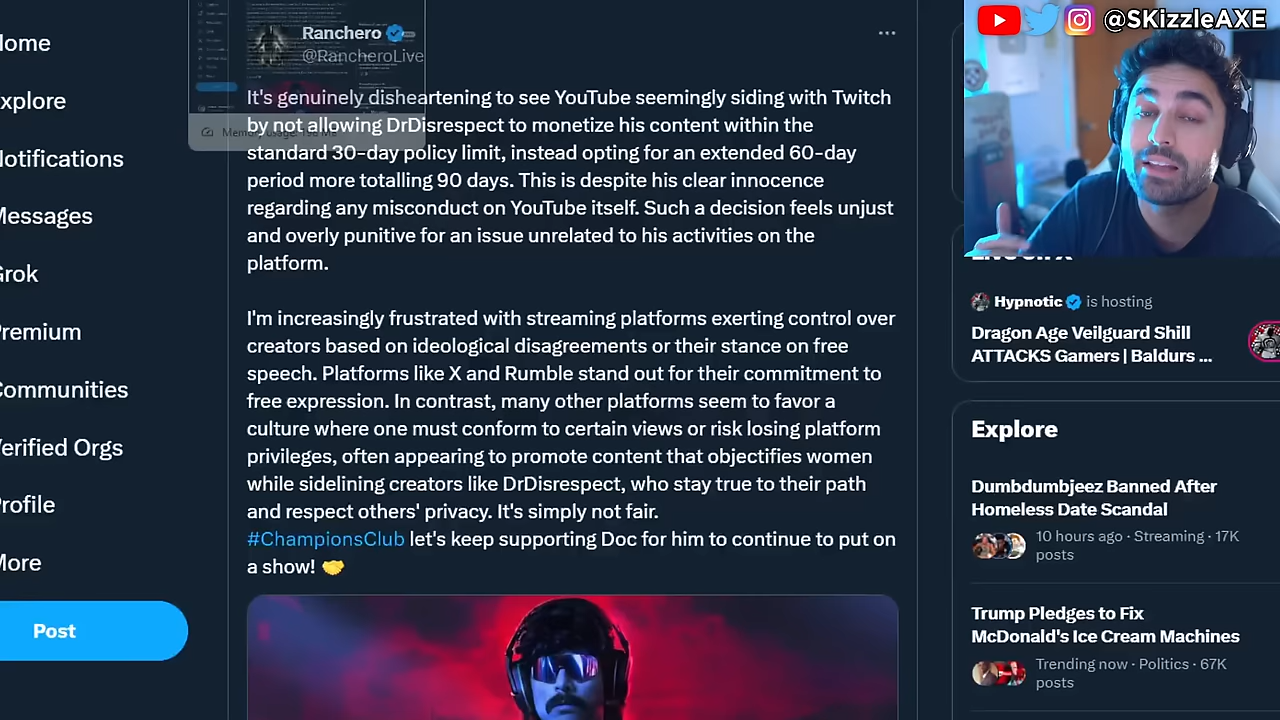 @SKizzleAXE
ome
xplore
otifications
Messages
Grok
Premium
ommunities
erified Orgs
rofile
More
Post
Ranchero
@RancheroLive
It's genuinely disheartening to see YouTube seemingly siding with Twitch
by not allowing DrDisrespect to monetize his content within the
standard 30-day policy limit, instead opting for an extended 60-day
period more totalling 90 days. This is despite his clear innocence
regarding any misconduct on YouTube itself. Such a decision feels unjust
and overly punitive for an issue unrelated to his activities on the
platform.
I'm increasingly frustrated with streaming platforms exerting control over
creators based on ideological disagreements or their stance on free
speech. Platforms like X and Rumble stand out for their commitment to
free expression. In contrast, many other platforms seem to favor a
culture where one must conform to certain views or risk losing platform
privileges, often appearing to promote content that objectifies women
while sidelining creators like DrDisrespect, who stay true to their path
and respect others' privacy. It's simply not fair.
#ChampionsClub let's keep supporting Doc for him to continue to put on
a show! 🤝
Hypnotic is hosting
Dragon Age Veilguard Shill
ATTACKS Gamers | Baldurs ...
Explore
Dumbdumbjeez Banned After
Homeless Date Scandal
10 hours ago · Streaming · 17K
posts
Trump Pledges to Fix
McDonald's Ice Cream Machines
Trending now · Politics · 67K
posts